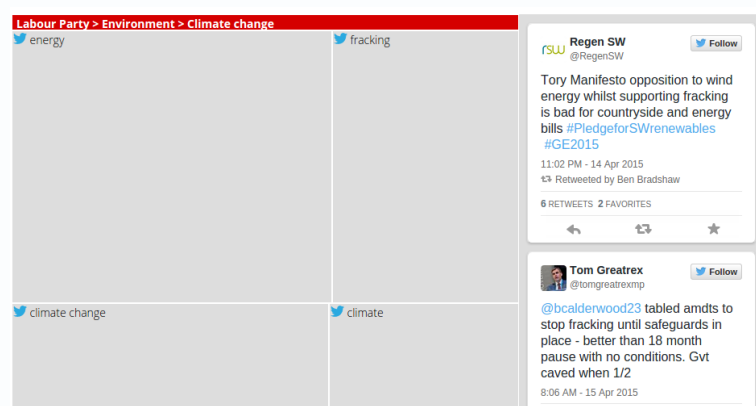 Labour Party > Environment > Climate change
energy
fracking
climate change
climate
rsw
Regen SW
@RegenSW
Follow
Tory Manifesto opposition to wind
energy whilst supporting fracking
is bad for countryside and energy
bills #PledgeforSWrenewables
#GE2015
11:02 PM - 14 Apr 2015
Retweeted by Ben Bradshaw
6 RETWEETS 2 FAVORITES
Tom Greatrex
@tomgreatrexmp
Follow
@bcalderwood23 tabled amdts to
stop fracking until safeguards in
place - better than 18 month
pause with no conditions. Gvt
caved when 1/2
8:06 AM - 15 Apr 2015